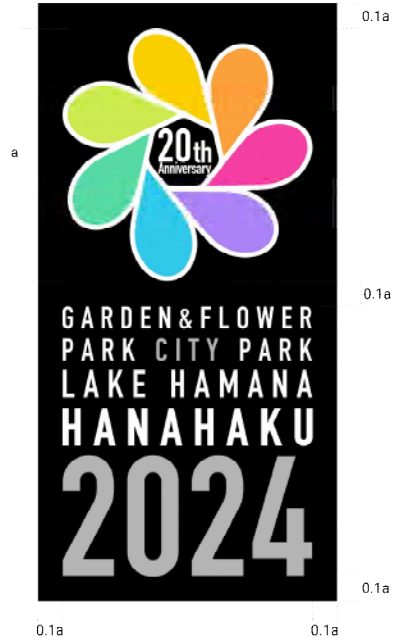 0.1a
a
20th
Anniversary
0.1a
GARDEN&FLOWER
PARK CITY PARK
LAKE HAMANA
HANAHAKU
2024
0.1a
0.1a 0.1a